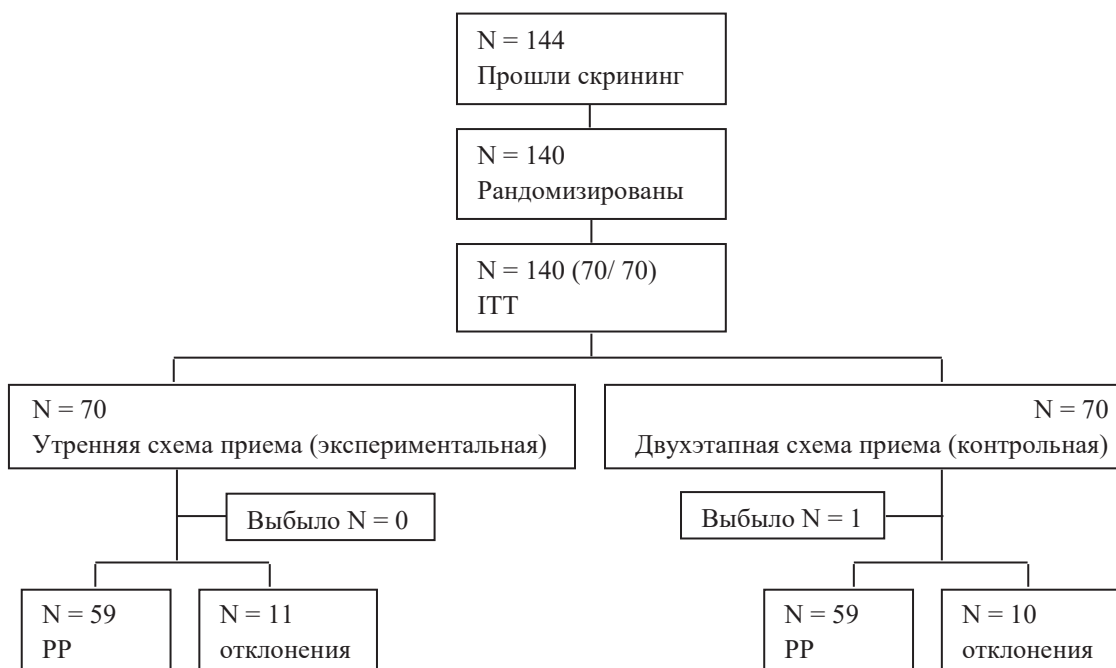 N = 144
Прошли скрининг
N = 140
Рандомизированы
N = 140 (70/ 70)
ITT
N = 70
Утренняя схема приема (экспериментальная)
N = 70
Двухэтапная схема приема (контрольная)
Выбыло N = 0
Выбыло N = 1
N = 59
PP
N = 11
отклонения
N = 59
PP
N = 10
отклонения